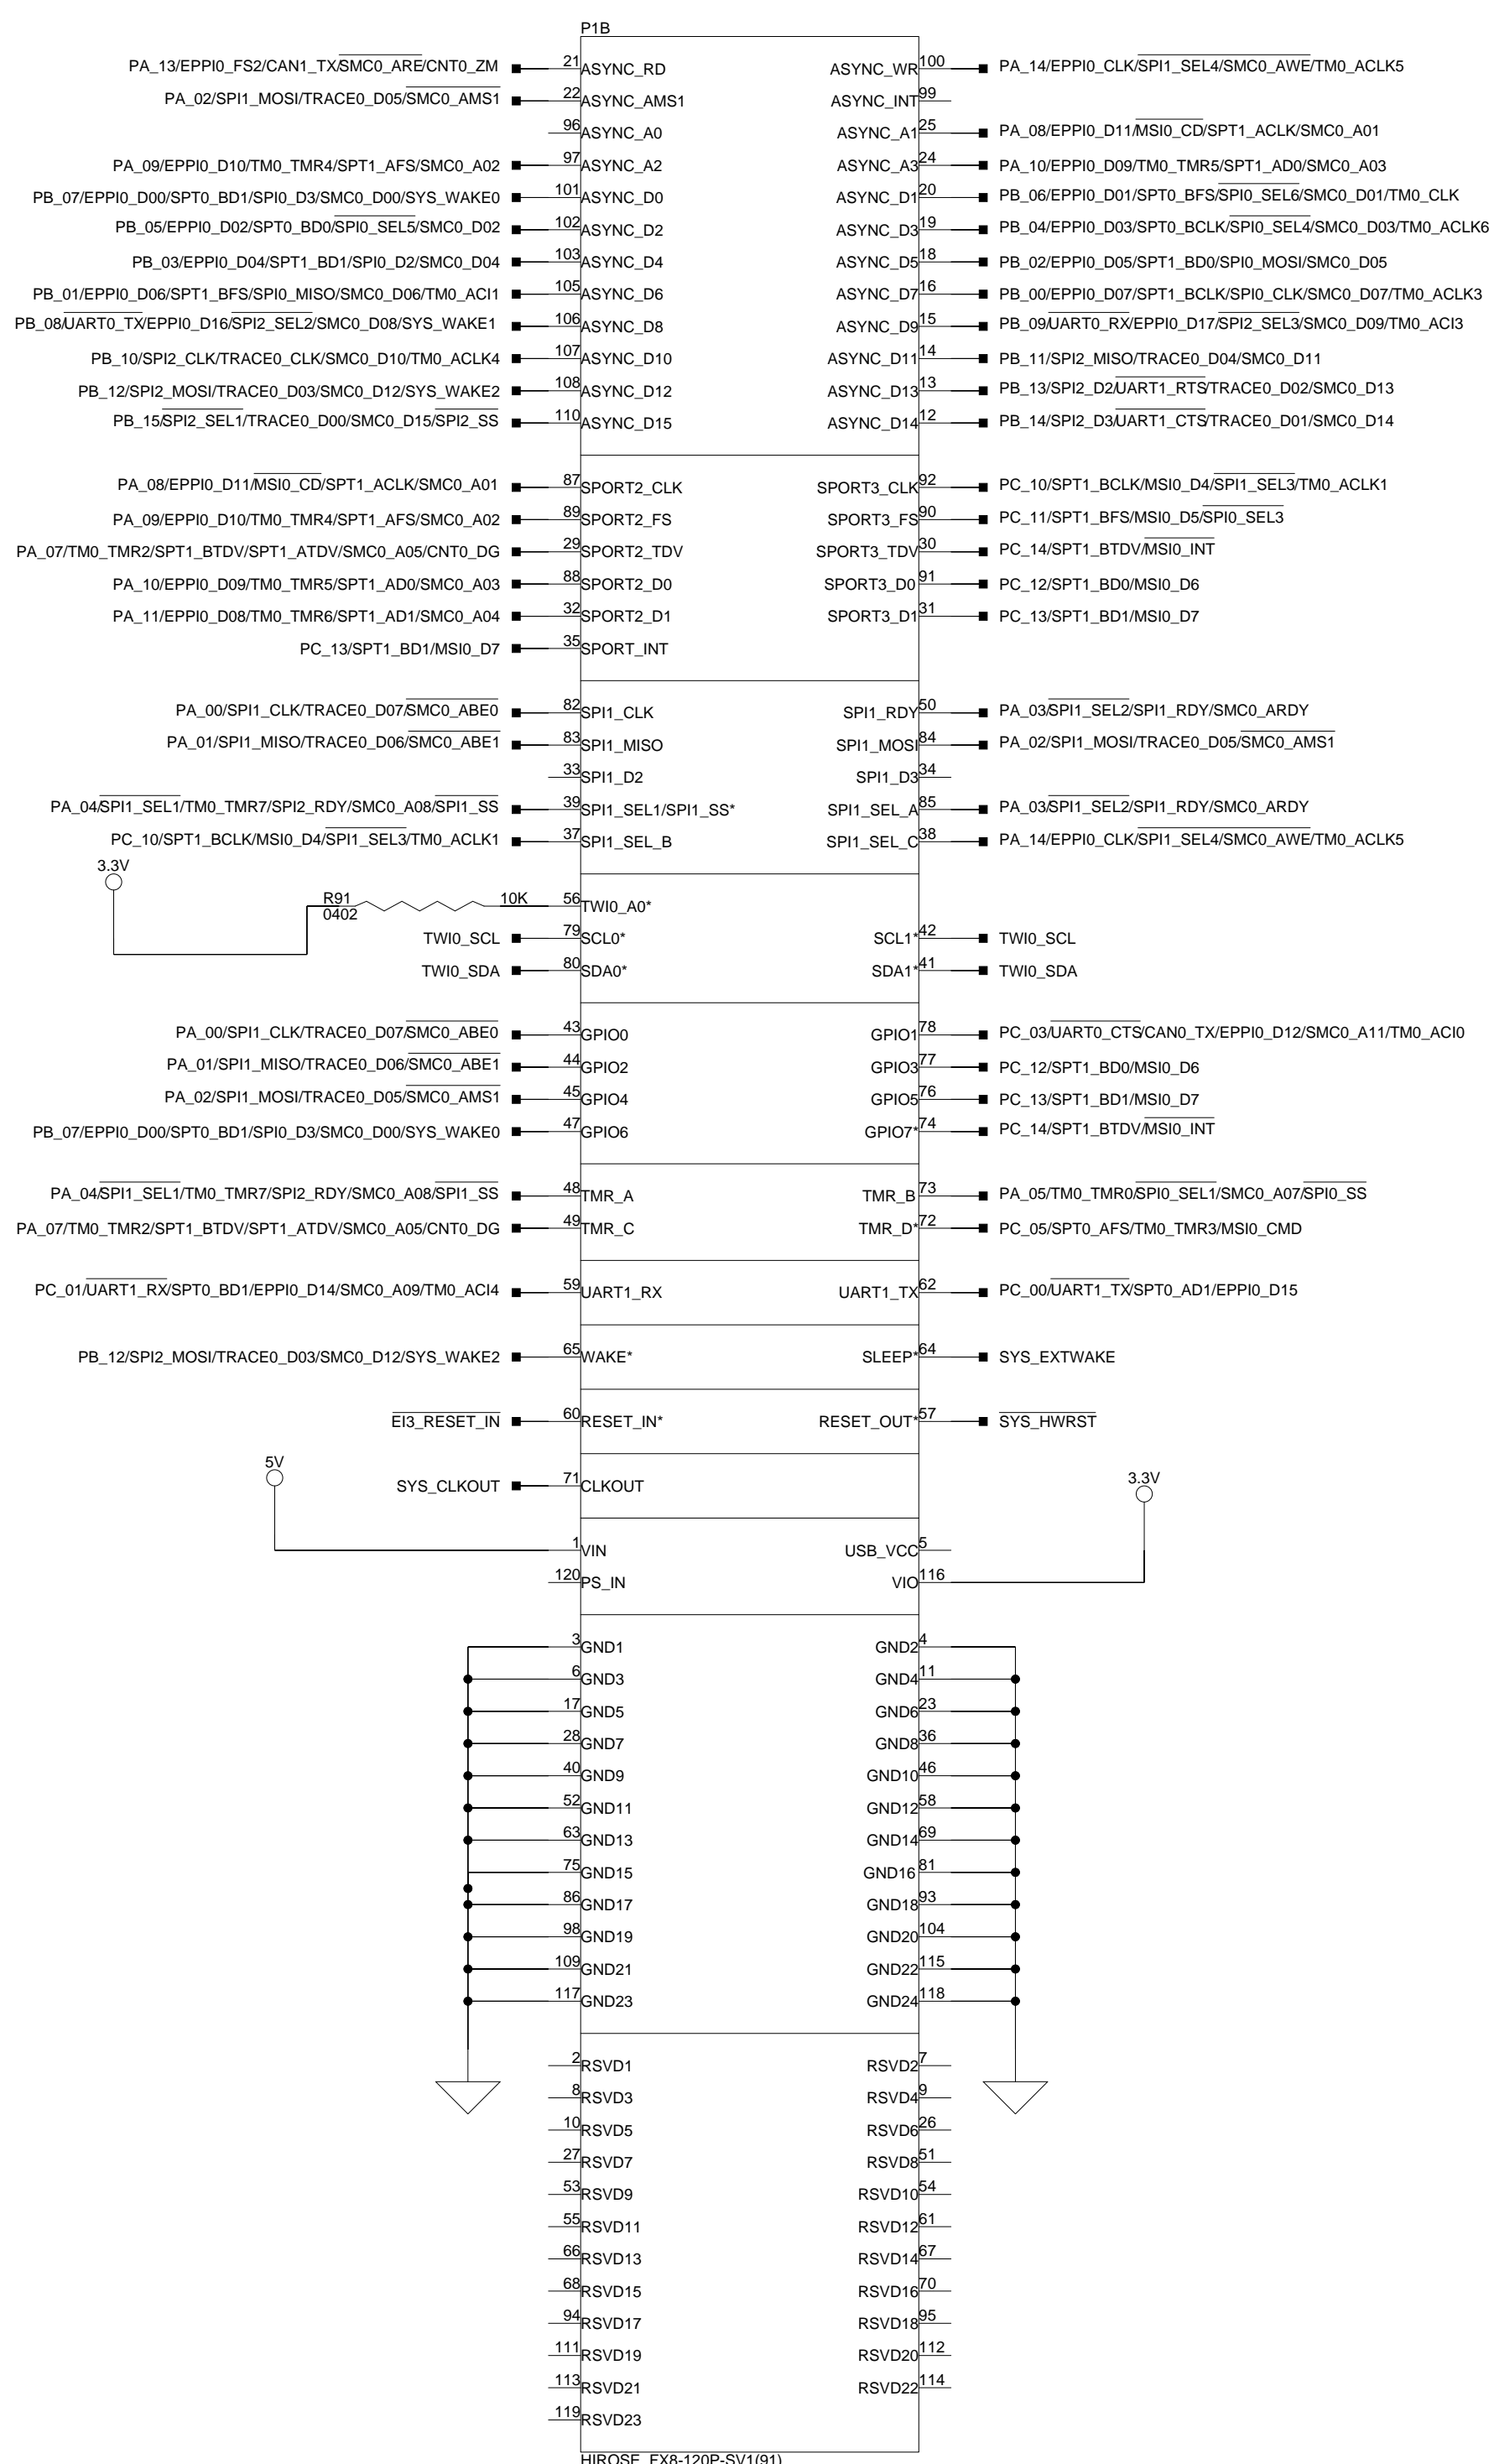 P1B
PA_13/EPPI0_FS2/CAN1_TX/SMC0_ARE/CNT0_ZM 21 ASYNC_RD ASYNC_WR 100 PA_14/EPPI0_CLK/SPI1_SEL4/SMC0_AWE/TM0_ACLK5
PA_02/SPI1_MOSI/TRACE0_D05/SMC0_AMS1 22 ASYNC_AMS1 ASYNC_INT 99
96 ASYNC_A0 ASYNC_A1 25 PA_08/EPPI0_D11/MSI0_CD/SPT1_ACLK/SMC0_A01
PA_09/EPPI0_D10/TM0_TMR4/SPT1_AFS/SMC0_A02 97 ASYNC_A2 ASYNC_A3 24 PA_10/EPPI0_D09/TM0_TMR5/SPT1_AD0/SMC0_A03
PB_07/EPPI0_D00/SPT0_BD1/SPI0_D3/SMC0_D00/SYS_WAKE0 101 ASYNC_D0 ASYNC_D1 20 PB_06/EPPI0_D01/SPT0_BFS/SPI0_SEL6/SMC0_D01/TM0_CLK
PB_05/EPPI0_D02/SPT0_BD0/SPI0_SEL5/SMC0_D02 102 ASYNC_D2 ASYNC_D3 19 PB_04/EPPI0_D03/SPT0_BCLK/SPI0_SEL4/SMC0_D03/TM0_ACLK6
PB_03/EPPI0_D04/SPT1_BD1/SPI0_D2/SMC0_D04 103 ASYNC_D4 ASYNC_D5 18 PB_02/EPPI0_D05/SPT1_BD0/SPI0_MOSI/SMC0_D05
PB_01/EPPI0_D06/SPT1_BFS/SPI0_MISO/SMC0_D06/TM0_ACI1 105 ASYNC_D6 ASYNC_D7 16 PB_00/EPPI0_D07/SPT1_BCLK/SPI0_CLK/SMC0_D07/TM0_ACLK3
PB_08/UART0_TX/EPPI0_D16/SPI2_SEL2/SMC0_D08/SYS_WAKE1 106 ASYNC_D8 ASYNC_D9 15 PB_09/UART0_RX/EPPI0_D17/SPI2_SEL3/SMC0_D09/TM0_ACI3
PB_10/SPI2_CLK/TRACE0_CLK/SMC0_D10/TM0_ACLK4 107 ASYNC_D10 ASYNC_D11 14 PB_11/SPI2_MISO/TRACE0_D04/SMC0_D11
PB_12/SPI2_MOSI/TRACE0_D03/SMC0_D12/SYS_WAKE2 108 ASYNC_D12 ASYNC_D13 13 PB_13/SPI2_D2/UART1_RTS/TRACE0_D02/SMC0_D13
PB_15/SPI2_SEL1/TRACE0_D00/SMC0_D15/SPI2_SS 110 ASYNC_D15 ASYNC_D14 12 PB_14/SPI2_D3/UART1_CTS/TRACE0_D01/SMC0_D14
PA_08/EPPI0_D11/MSI0_CD/SPT1_ACLK/SMC0_A01 87 SPORT2_CLK SPORT3_CLK 92 PC_10/SPT1_BCLK/MSI0_D4/SPI1_SEL3/TM0_ACLK1
PA_09/EPPI0_D10/TM0_TMR4/SPT1_AFS/SMC0_A02 89 SPORT2_FS SPORT3_FS 90 PC_11/SPT1_BFS/MSI0_D5/SPI0_SEL3
PA_07/TM0_TMR2/SPT1_BTDV/SPT1_ATDV/SMC0_A05/CNT0_DG 29 SPORT2_TDV SPORT3_TDV 30 PC_14/SPT1_BTDV/MSI0_INT
PA_10/EPPI0_D09/TM0_TMR5/SPT1_AD0/SMC0_A03 88 SPORT2_D0 SPORT3_D0 91 PC_12/SPT1_BD0/MSI0_D6
PA_11/EPPI0_D08/TM0_TMR6/SPT1_AD1/SMC0_A04 32 SPORT2_D1 SPORT3_D1 31 PC_13/SPT1_BD1/MSI0_D7
PC_13/SPT1_BD1/MSI0_D7 35 SPORT_INT
PA_00/SPI1_CLK/TRACE0_D07/SMC0_ABE0 82 SPI1_CLK SPI1_RDY 50 PA_03/SPI1_SEL2/SPI1_RDY/SMC0_ARDY
PA_01/SPI1_MISO/TRACE0_D06/SMC0_ABE1 83 SPI1_MISO SPI1_MOSI 84 PA_02/SPI1_MOSI/TRACE0_D05/SMC0_AMS1
33 SPI1_D2 SPI1_D3 34
PA_04/SPI1_SEL1/TM0_TMR7/SPI2_RDY/SMC0_A08/SPI1_SS 39 SPI1_SEL1/SPI1_SS* SPI1_SEL_A 85 PA_03/SPI1_SEL2/SPI1_RDY/SMC0_ARDY
PC_10/SPT1_BCLK/MSI0_D4/SPI1_SEL3/TM0_ACLK1 37 SPI1_SEL_B SPI1_SEL_C 38 PA_14/EPPI0_CLK/SPI1_SEL4/SMC0_AWE/TM0_ACLK5
3.3V
R91 10K 56 TWI0_A0*
0402
TWI0_SCL 79 SCL0* SCL1* 42 TWI0_SCL
TWI0_SDA 80 SDA0* SDA1* 41 TWI0_SDA
PA_00/SPI1_CLK/TRACE0_D07/SMC0_ABE0 43 GPIO0 GPIO1 78 PC_03/UART0_CTS/CAN0_TX/EPPI0_D12/SMC0_A11/TM0_ACI0
PA_01/SPI1_MISO/TRACE0_D06/SMC0_ABE1 44 GPIO2 GPIO3 77 PC_12/SPT1_BD0/MSI0_D6
PA_02/SPI1_MOSI/TRACE0_D05/SMC0_AMS1 45 GPIO4 GPIO5 76 PC_13/SPT1_BD1/MSI0_D7
PB_07/EPPI0_D00/SPT0_BD1/SPI0_D3/SMC0_D00/SYS_WAKE0 47 GPIO6 GPIO7* 74 PC_14/SPT1_BTDV/MSI0_INT
PA_04/SPI1_SEL1/TM0_TMR7/SPI2_RDY/SMC0_A08/SPI1_SS 48 TMR_A TMR_B 73 PA_05/TM0_TMR0/SPI0_SEL1/SMC0_A07/SPI0_SS
PA_07/TM0_TMR2/SPT1_BTDV/SPT1_ATDV/SMC0_A05/CNT0_DG 49 TMR_C TMR_D* 72 PC_05/SPT0_AFS/TM0_TMR3/MSI0_CMD
PC_01/UART1_RX/SPT0_BD1/EPPI0_D14/SMC0_A09/TM0_ACI4 59 UART1_RX UART1_TX 62 PC_00/UART1_TX/SPT0_AD1/EPPI0_D15
PB_12/SPI2_MOSI/TRACE0_D03/SMC0_D12/SYS_WAKE2 65 WAKE* SLEEP* 64 SYS_EXTWAKE
EI3_RESET_IN 60 RESET_IN* RESET_OUT* 57 SYS_HWRST
5V
SYS_CLKOUT 71 CLKOUT 3.3V
1 VIN USB_VCC 5
120 PS_IN VIO 116
3 GND1 GND2 4
6 GND3 GND4 11
17 GND5 GND6 23
28 GND7 GND8 36
40 GND9 GND10 46
52 GND11 GND12 58
63 GND13 GND14 69
75 GND15 GND16 81
86 GND17 GND18 93
98 GND19 GND20 104
109 GND21 GND22 115
117 GND23 GND24 118
2 RSVD1 RSVD2 7
8 RSVD3 RSVD4 9
10 RSVD5 RSVD6 26
27 RSVD7 RSVD8 51
53 RSVD9 RSVD10 54
55 RSVD11 RSVD12 61
66 RSVD13 RSVD14 67
68 RSVD15 RSVD16 70
94 RSVD17 RSVD18 95
111 RSVD19 RSVD20 112
113 RSVD21 RSVD22 114
119 RSVD23
HIROSE_FX8-120P-SV1(91)